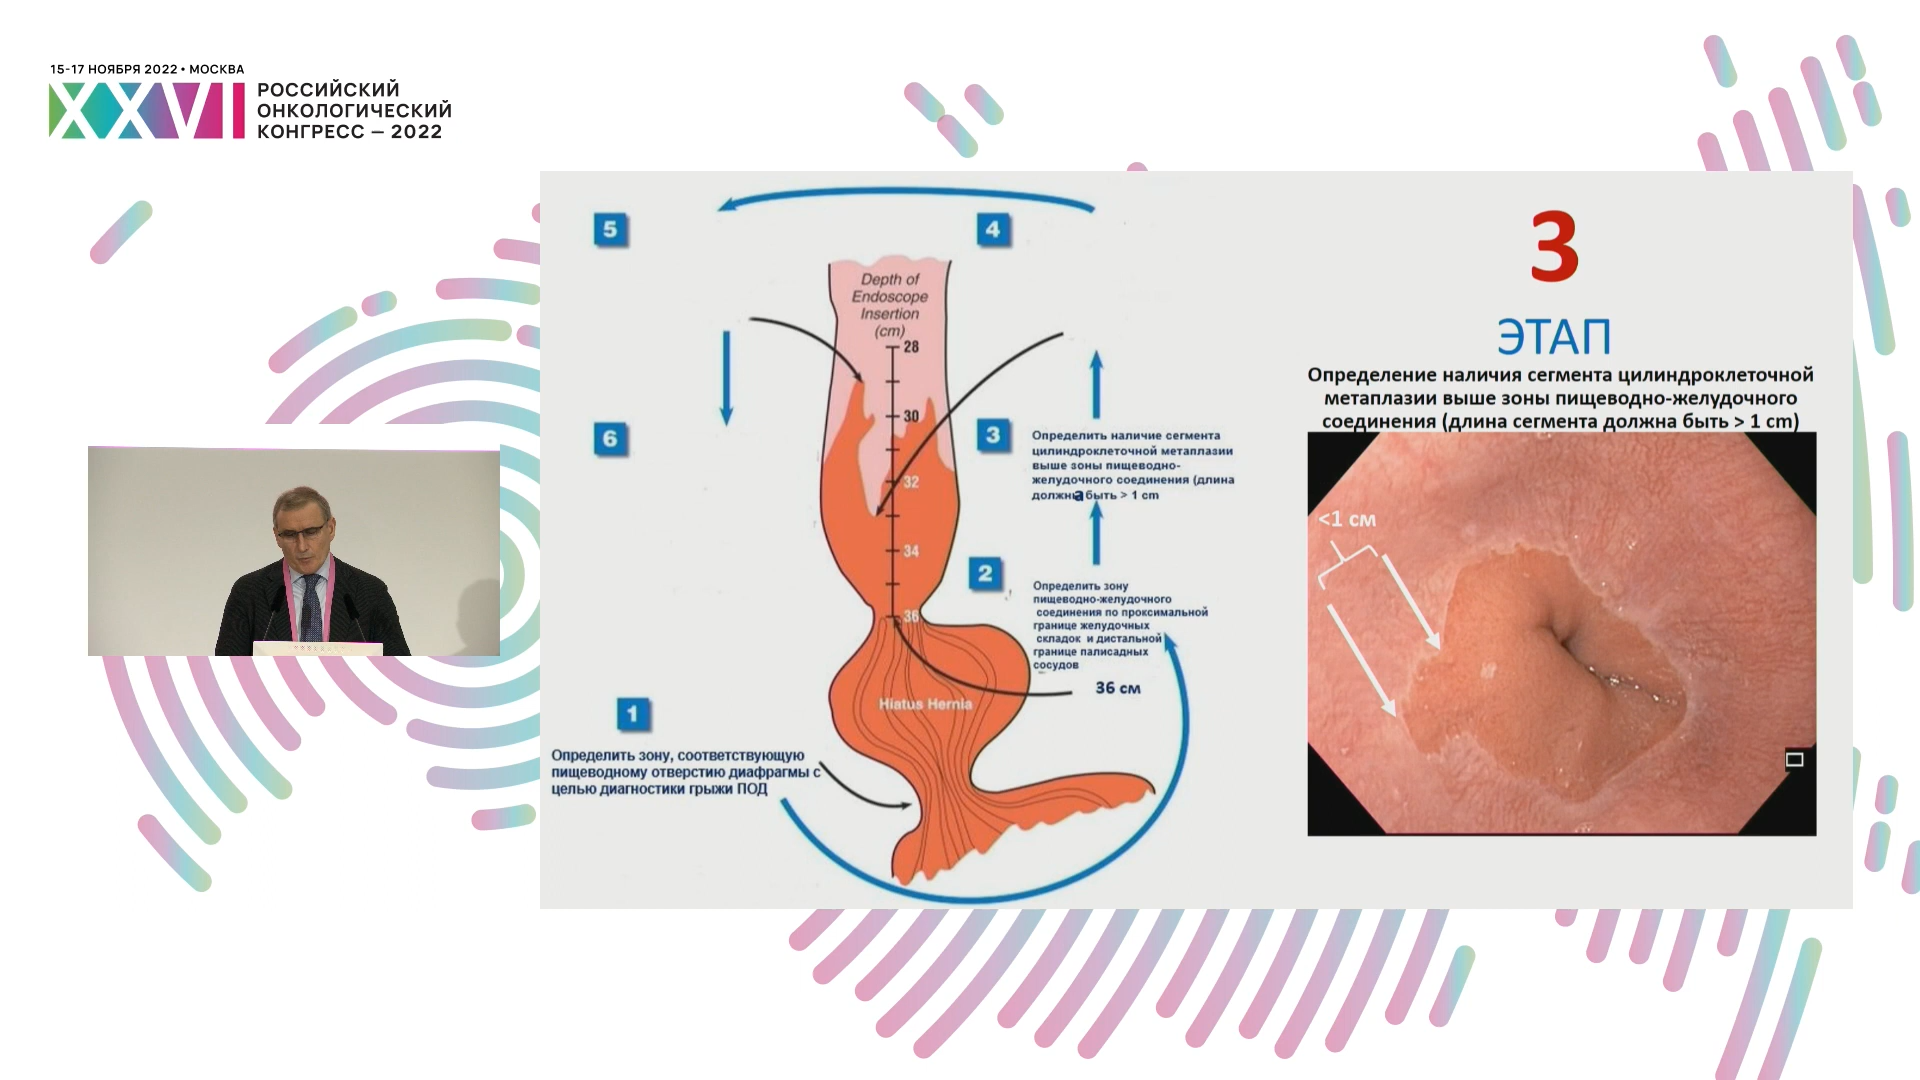 15-17 НОЯБРЯ 2022 • МОСКВА
XXVI
РОССИЙСКИЙ
ОНКОЛОГИЧЕСКИЙ
КОНГРЕСС – 2022
5
4
Depth of
Endoscope
Insertion
(cm)
28
30
32
34
36
6
3
Определить наличие сегмента
цилиндроклеточной метаплазии
выше зоны пищеводно-
желудочного соединения (длина
должна быть > 1 cm
2
Определить зону
пищеводно-желудочного
соединения по проксимальной
границе желудочных
складок и дистальной
границе палисадных
сосудов
36 см
Hiatus Hernia
1
Определить зону, соответствующую
пищеводному отверстию диафрагмы с
целью диагностики грыжи ПОД
3
ЭТАП
Определение наличия сегмента цилиндроклеточной
метаплазии выше зоны пищеводно-желудочного
соединения (длина сегмента должна быть > 1 cm)
<1 см